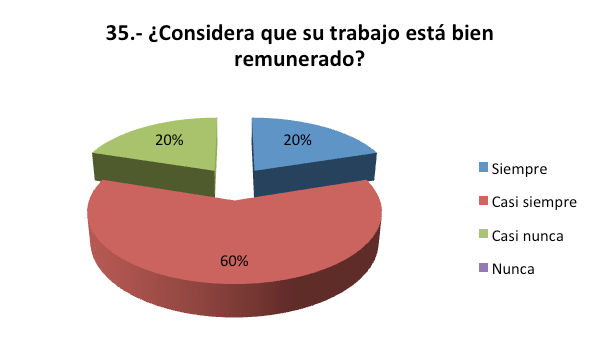 35.- ¿Considera que su trabajo está bien
remunerado?
20%
20%
60%
Siempre
Casi siempre
Casi nunca
Nunca